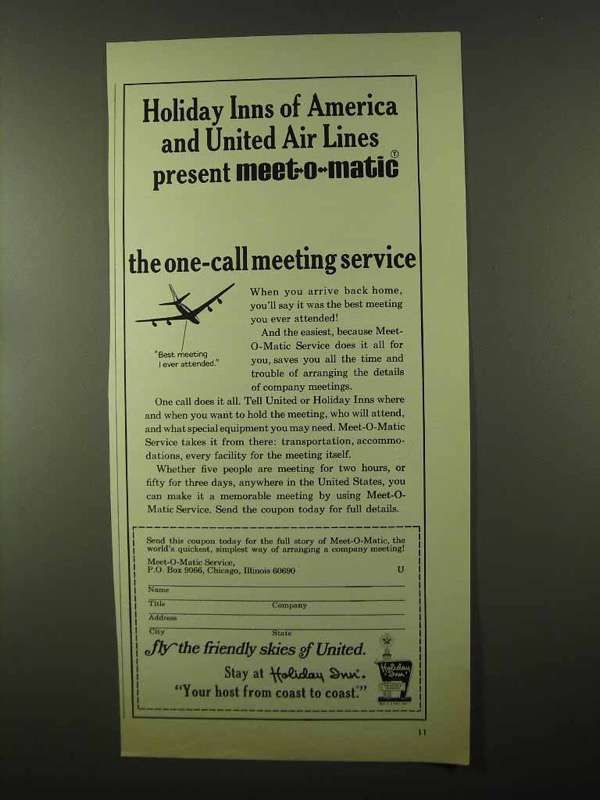 Holiday Inns of America
and United Air Lines
present meet-o-matic
the one-call meeting service
When you arrive back home,
you'll say it was the best meeting
you ever attended!
And the easiest, because Meet-
O-Matic Service does it all for
you, saves you all the time and
trouble of arranging the details
of company meetings.
"Best meeting
I ever attended."
One call does it all. Tell United or Holiday Inns where
and when you want to hold the meeting, who will attend,
and what special equipment you may need. Meet-O-Matic
Service takes it from there: transportation, accommo-
dations, every facility for the meeting itself.
Whether five people are meeting for two hours, or
fifty for three days, anywhere in the United States, you
can make it a memorable meeting by using Meet-O-
Matic Service. Send the coupon today for full details.
Send this coupon today for the full story of Meet-O-Matic, the
world's quickest, simplest way of arranging a company meeting!
Meet-O-Matic Service,
P.O. Box 9066, Chicago, Illinois 60690 U
Name
Title Company
Address
City State
fly the friendly skies of United.
Stay at Holiday Inn.
"Your host from coast to coast."
Holiday Inn
11